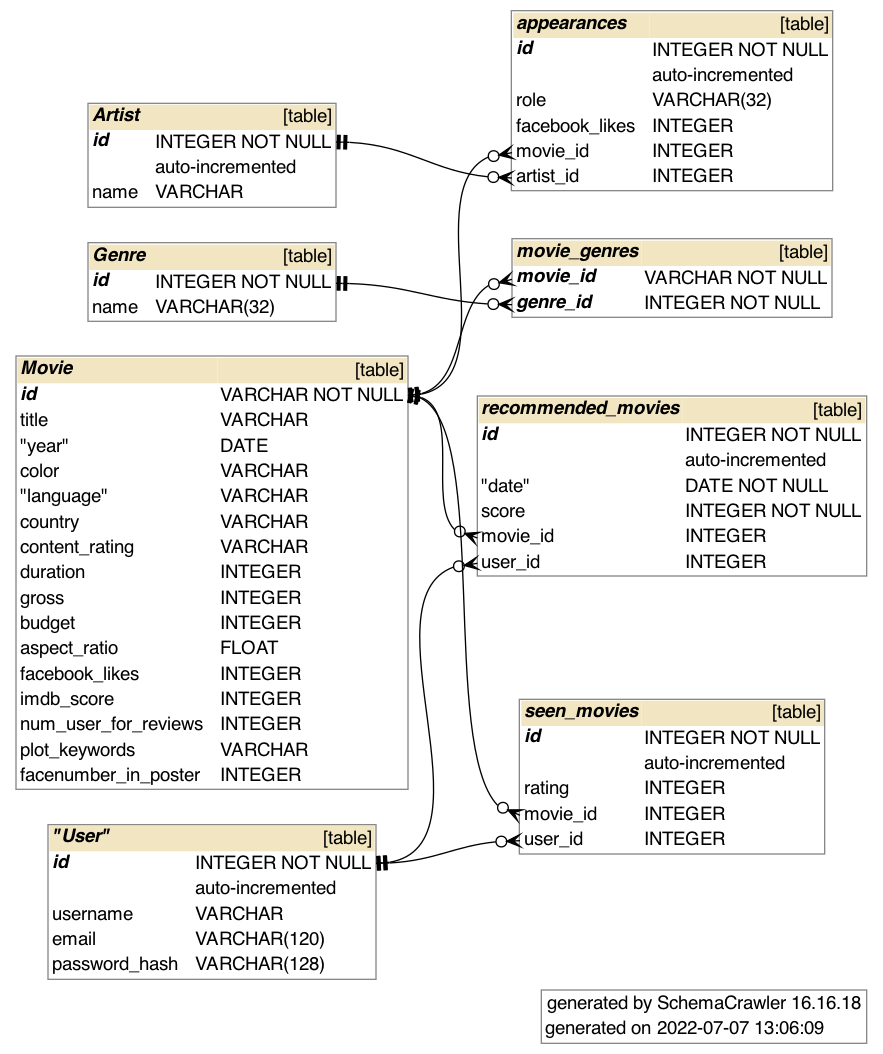 appearances [table]
id INTEGER NOT NULL
auto-incremented
role VARCHAR(32)
facebook_likes INTEGER
movie_id INTEGER
artist_id INTEGER
Artist [table]
id INTEGER NOT NULL
auto-incremented
name VARCHAR
Genre [table]
id INTEGER NOT NULL
name VARCHAR(32)
movie_genres [table]
movie_id VARCHAR NOT NULL
genre_id INTEGER NOT NULL
Movie [table]
id VARCHAR NOT NULL
title VARCHAR
"year" DATE
color VARCHAR
"language" VARCHAR
country VARCHAR
content_rating VARCHAR
duration INTEGER
gross INTEGER
budget INTEGER
aspect_ratio FLOAT
facebook_likes INTEGER
imdb_score INTEGER
num_user_for_reviews INTEGER
plot_keywords VARCHAR
facenumber_in_poster INTEGER
recommended_movies [table]
id INTEGER NOT NULL
auto-incremented
"date" DATE NOT NULL
score INTEGER NOT NULL
movie_id INTEGER
user_id INTEGER
seen_movies [table]
id INTEGER NOT NULL
auto-incremented
rating INTEGER
movie_id INTEGER
user_id INTEGER
"User" [table]
id INTEGER NOT NULL
auto-incremented
username VARCHAR
email VARCHAR(120)
password_hash VARCHAR(128)
generated by SchemaCrawler 16.16.18
generated on 2022-07-07 13:06:09